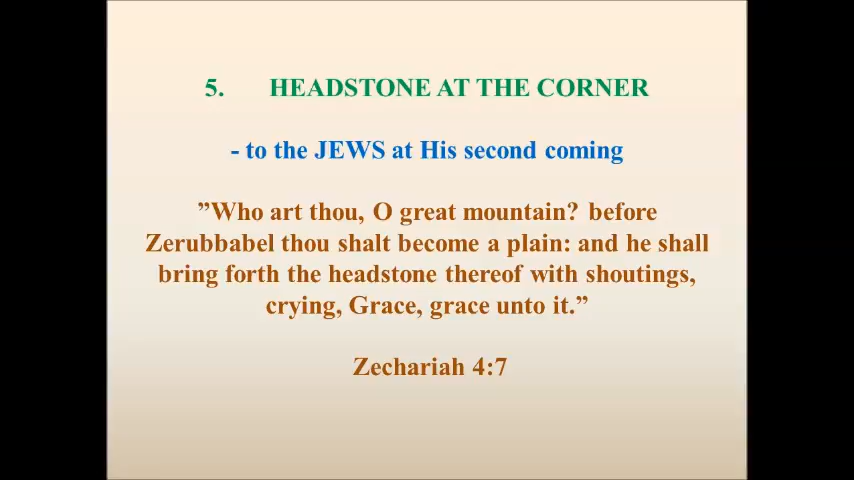 5. HEADSTONE AT THE CORNER
- to the JEWS at His second coming
”Who art thou, O great mountain? before
Zerubbabel thou shalt become a plain: and he shall
bring forth the headstone thereof with shoutings,
crying, Grace, grace unto it.”
Zechariah 4:7